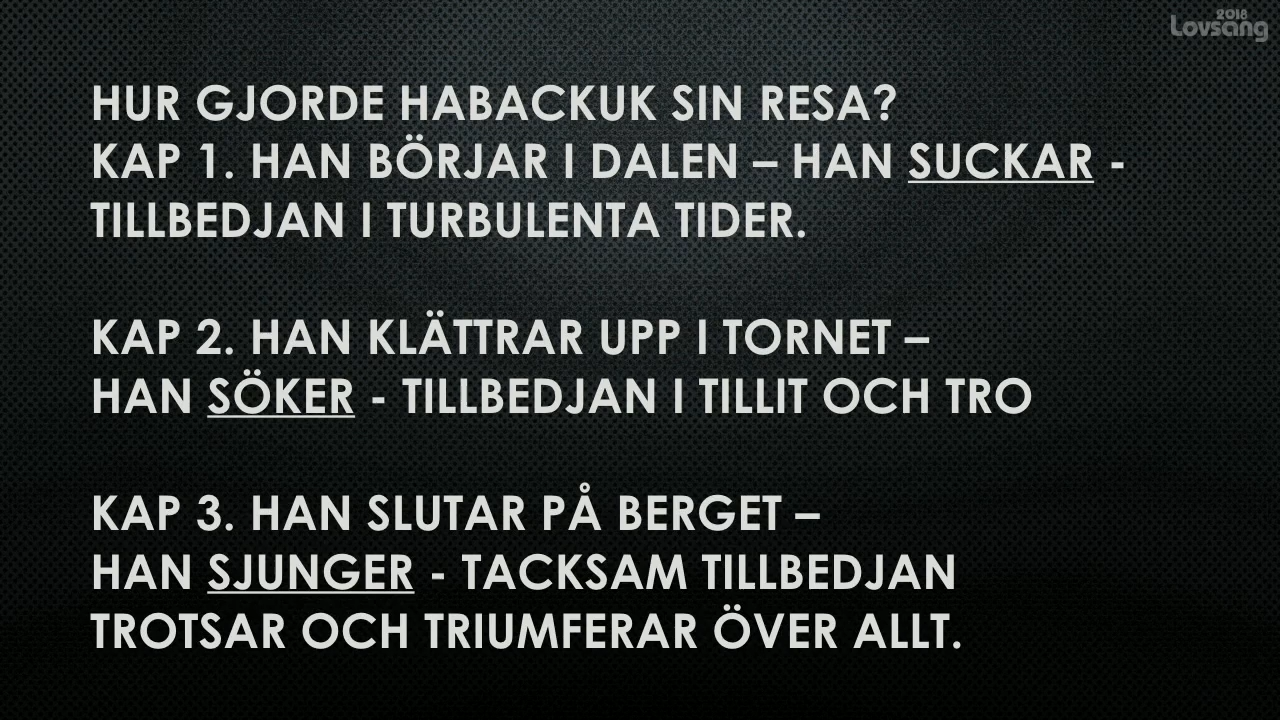 2018
Lovsang
HUR GJORDE HABACKUK SIN RESA?
KAP 1. HAN BÖRJAR I DALEN – HAN SUCKAR -
TILLBEDJAN I TURBULENTA TIDER.
KAP 2. HAN KLÄTTRAR UPP I TORNET –
HAN SÖKER - TILLBEDJAN I TILLIT OCH TRO
KAP 3. HAN SLUTAR PÅ BERGET –
HAN SJUNGER - TACKSAM TILLBEDJAN
TROTSAR OCH TRIUMFERAR ÖVER ALLT.